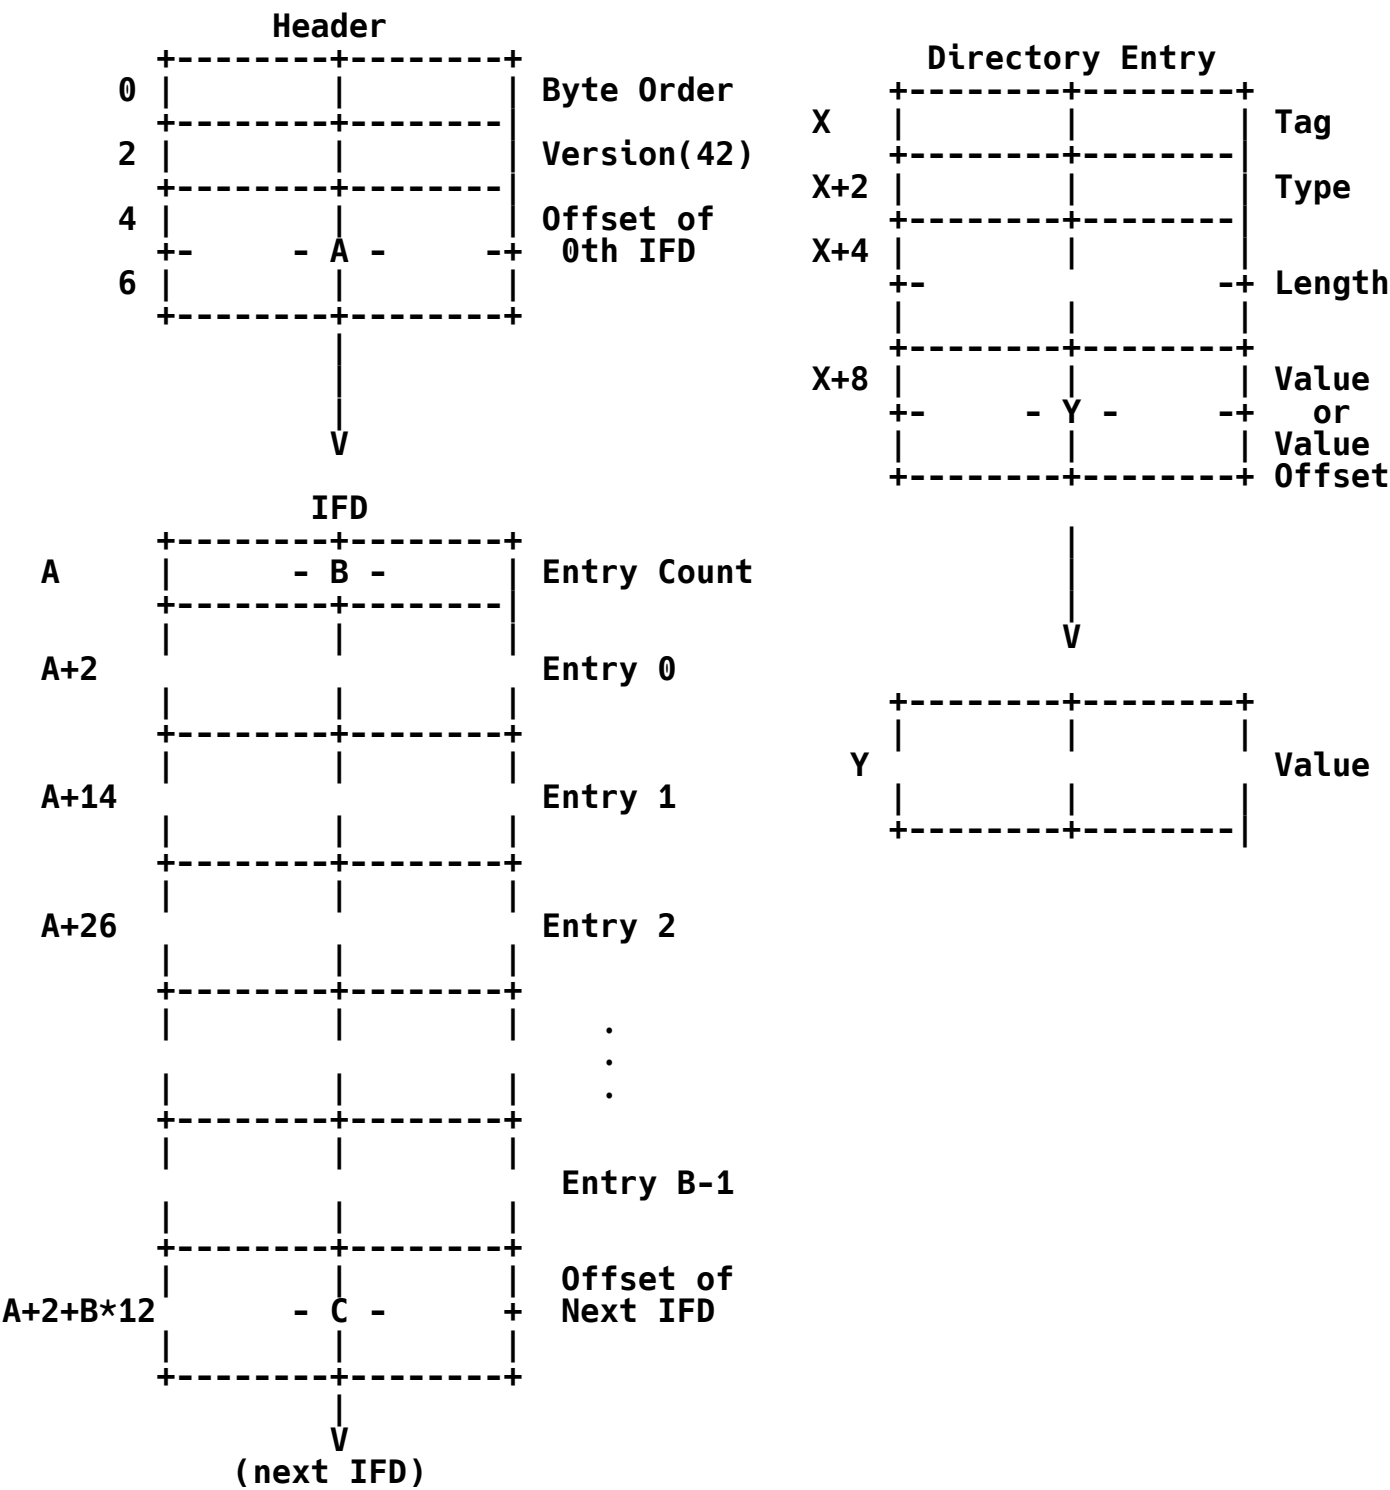 Header
0 Byte Order
2 Version(42)
4 Offset of
- A - 0th IFD
6
V
IFD
A - B - Entry Count
A+2 Entry 0
A+14 Entry 1
A+26 Entry 2
.
.
.
Entry B-1
Offset of
A+2+B*12 - C - Next IFD
V
(next IFD)
Directory Entry
X Tag
X+2 Type
X+4
Length
X+8 Value
- Y - or
Value
Offset
V
Y Value